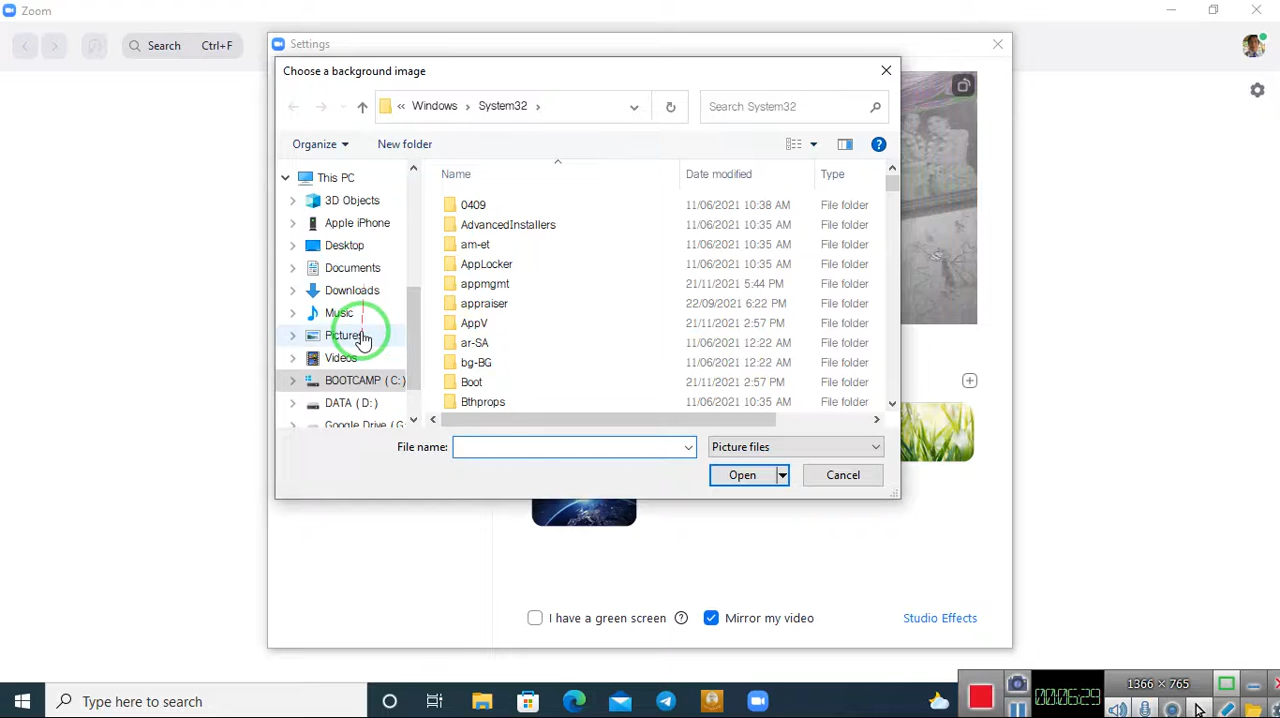 Zoom
Search Ctrl+F
Settings
Choose a background image
« Windows › System32 ›
Search System32
Organize
New folder
Name Date modified Type
This PC
3D Objects
Apple iPhone
Desktop
Documents
Downloads
Music
Pictures
Videos
BOOTCAMP (C:)
DATA (D:)
Google Drive (G
0409 11/06/2021 10:38 AM File folder
AdvancedInstallers 11/06/2021 10:35 AM File folder
am-et 11/06/2021 10:35 AM File folder
AppLocker 11/06/2021 10:35 AM File folder
appmgmt 21/11/2021 5:44 PM File folder
appraiser 22/09/2021 6:22 PM File folder
AppV 21/11/2021 2:57 PM File folder
ar-SA 11/06/2021 12:22 AM File folder
bg-BG 11/06/2021 12:22 AM File folder
Boot 21/11/2021 2:57 PM File folder
Bthprops 11/06/2021 10:35 AM File folder
File name:
Picture files
Open
Cancel
I have a green screen ?
Mirror my video
Studio Effects
Type here to search
00:06:29
1366 × 765